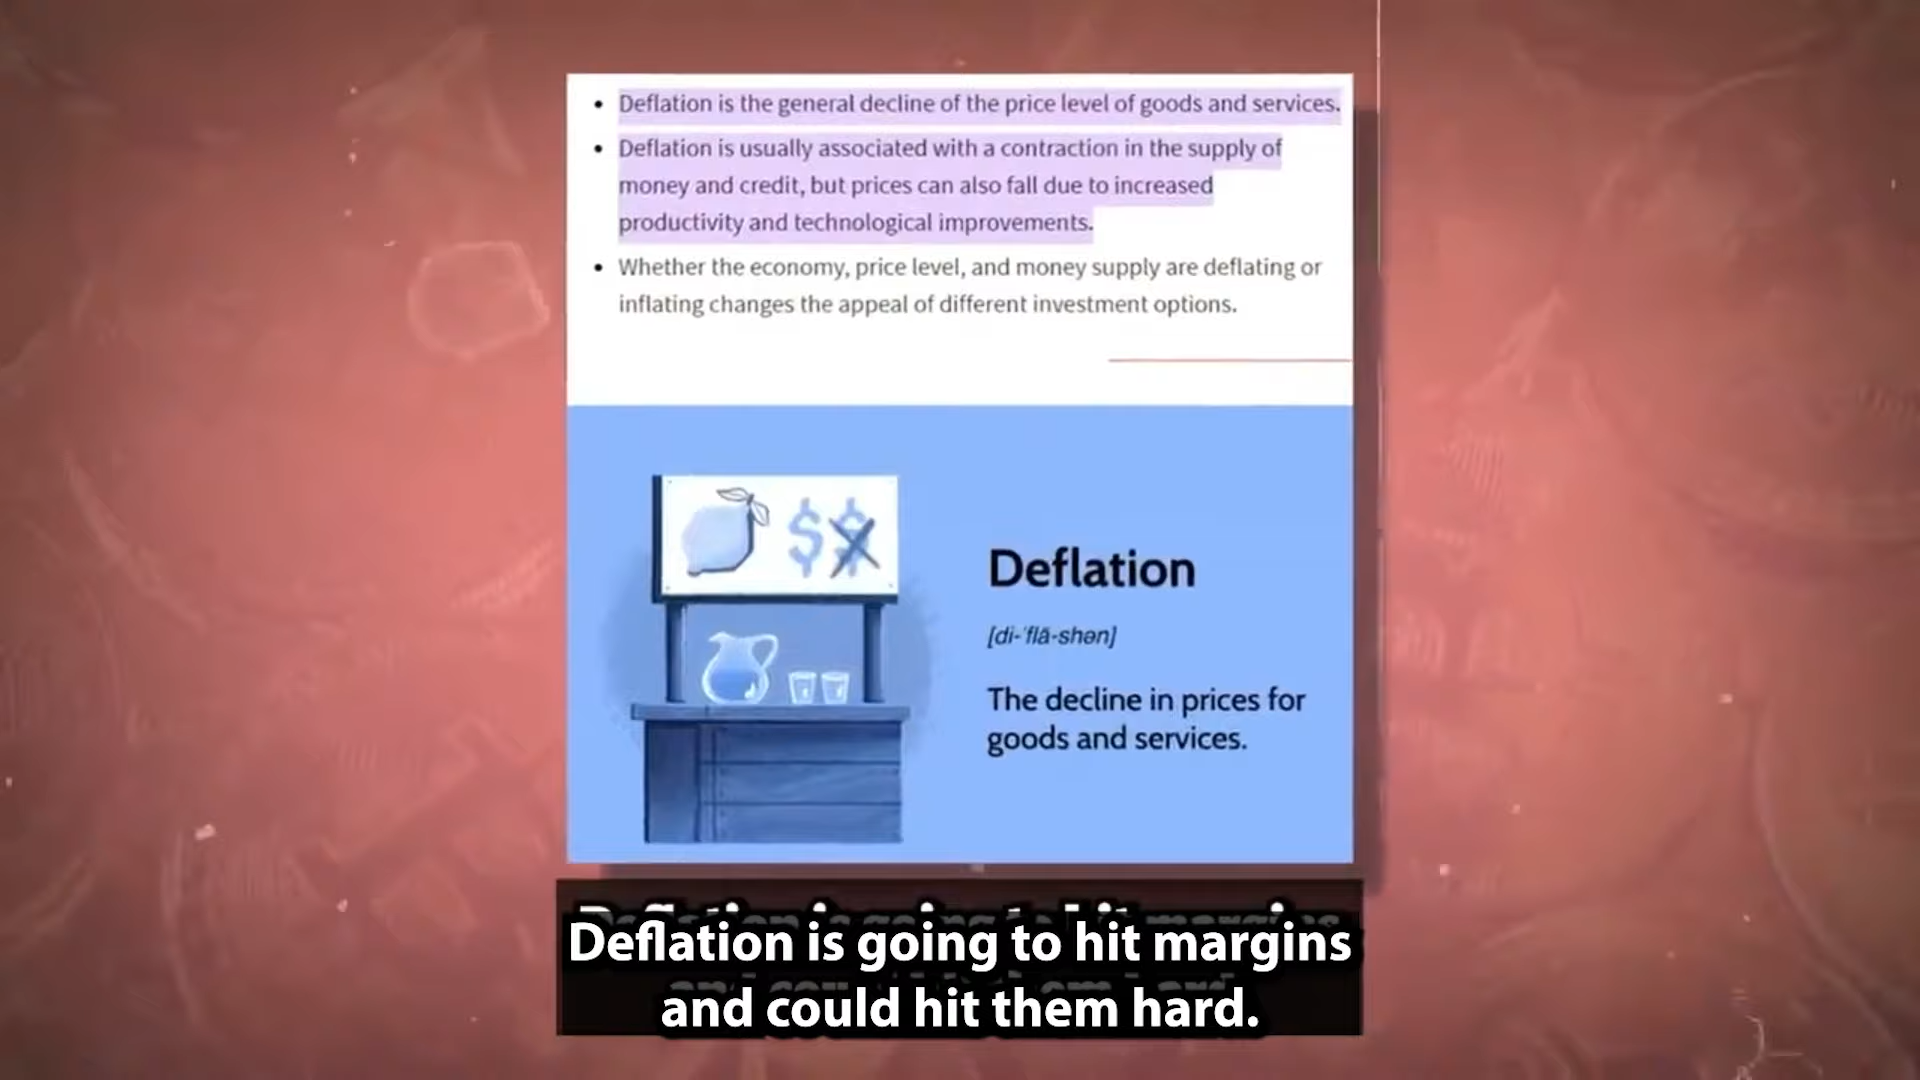 • Deflation is the general decline of the price level of goods and services.
• Deflation is usually associated with a contraction in the supply of
money and credit, but prices can also fall due to increased
productivity and technological improvements.
• Whether the economy, price level, and money supply are deflating or
inflating changes the appeal of different investment options.
$$
Deflation
[di-ˈflā-shən]
The decline in prices for
goods and services.
Deflation is going to hit margins
and could hit them hard.